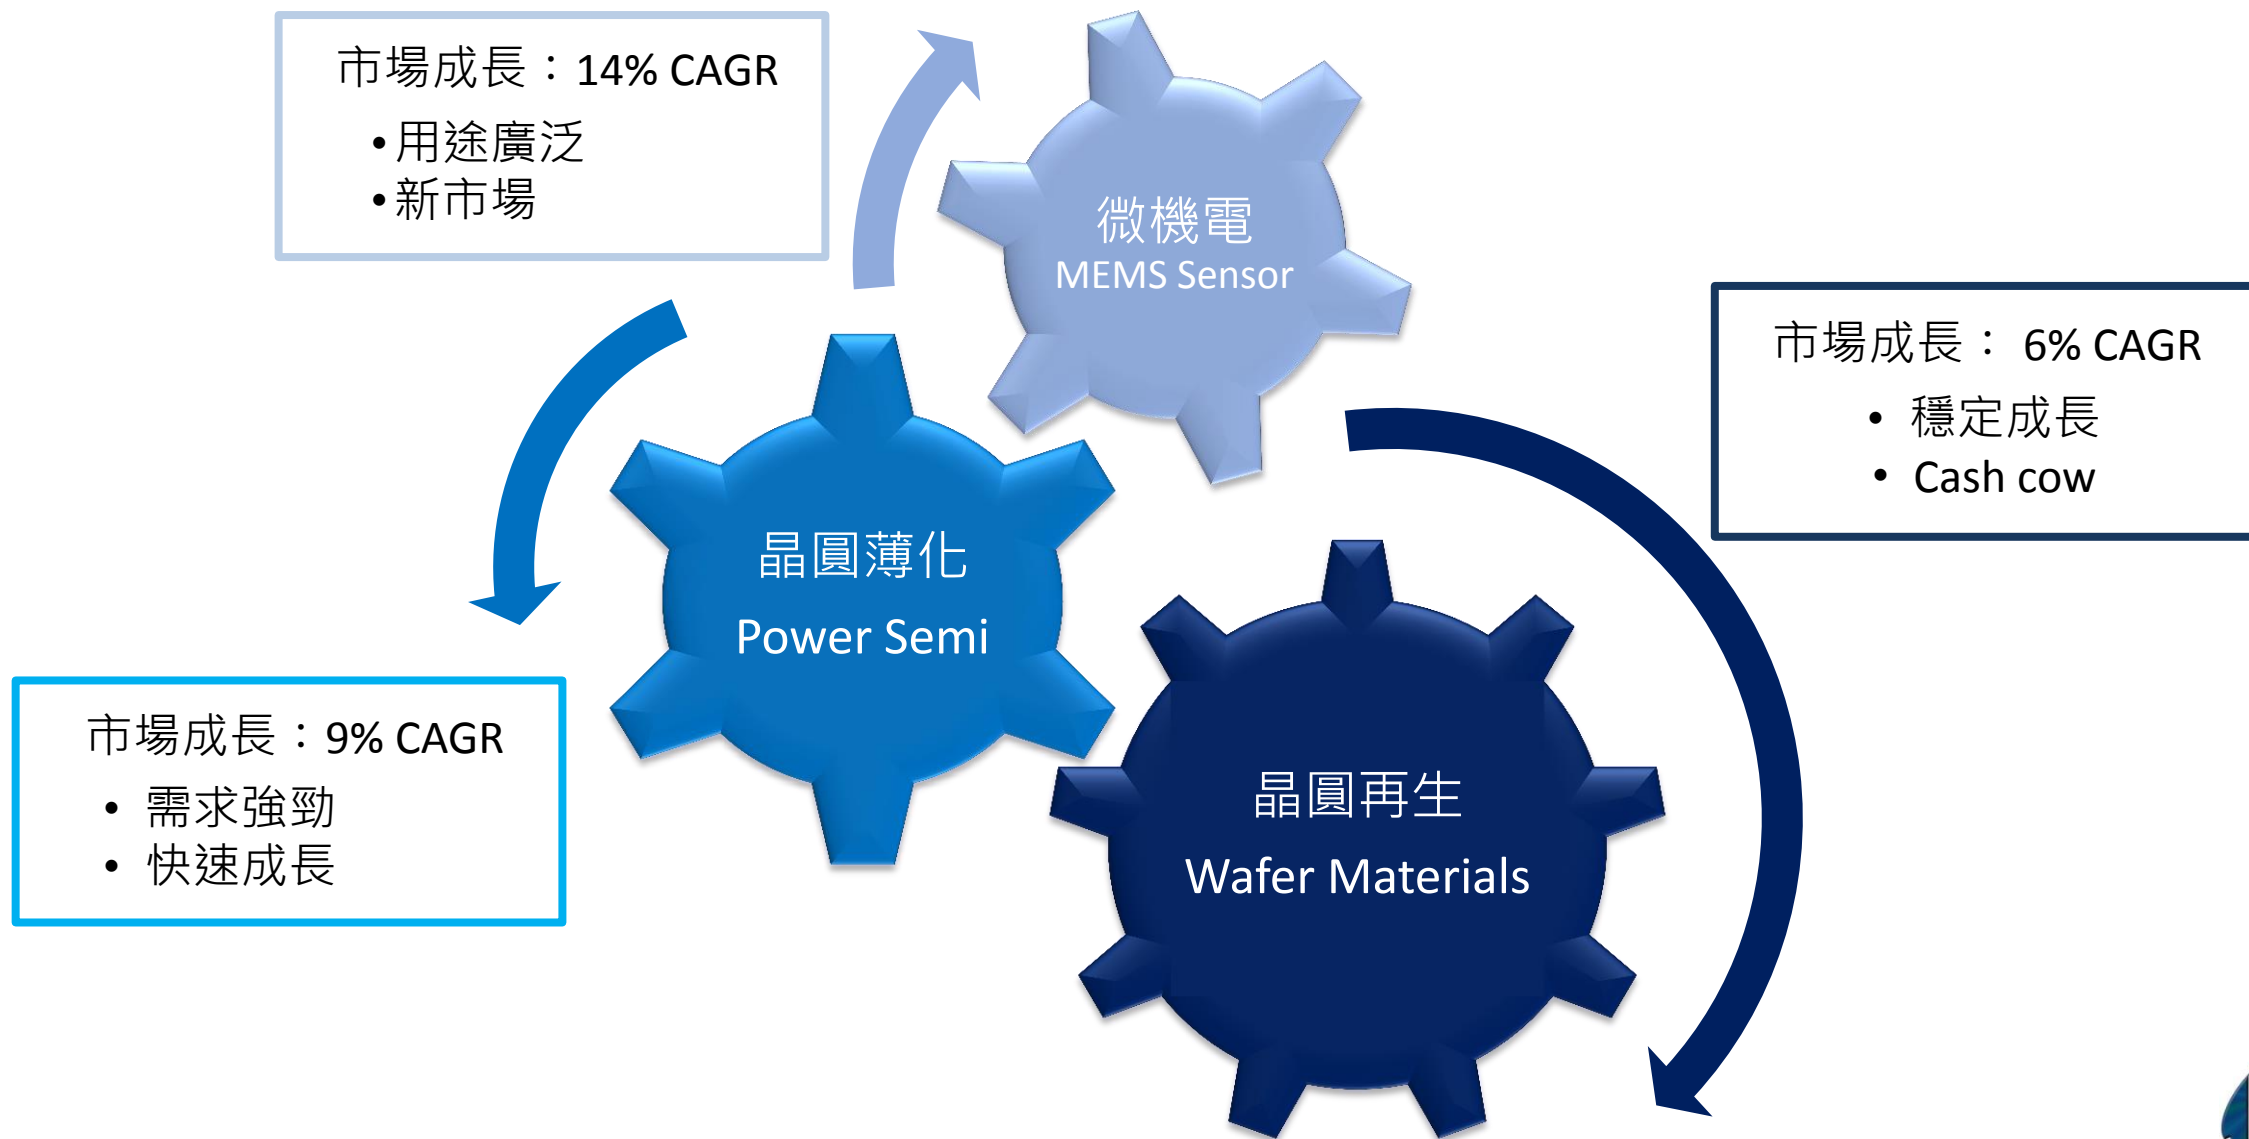 市場成長：14% CAGR
•用途廣泛
•新市場
微機電
MEMS Sensor
市場成長： 6% CAGR
• 穩定成長
• Cash cow
晶圓薄化
Power Semi
市場成長：9% CAGR
• 需求強勁
• 快速成長
晶圓再生
Wafer Materials